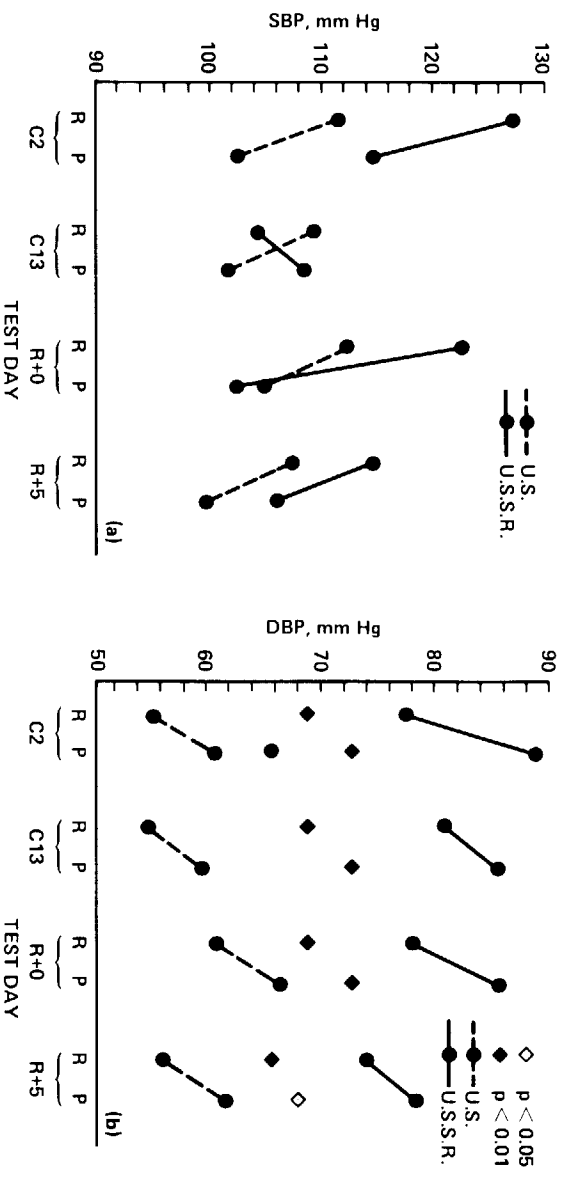 SBP, mm Hg
130
120
110
100
90
U.S.
U.S.S.R.
R P R P R P R P
C2 C13 R+0 R+5
TEST DAY
(a)
DBP, mm Hg
90
80
70
60
50
p < 0.05
p < 0.01
U.S.
U.S.S.R.
R P R P R P R P
C2 C13 R+0 R+5
TEST DAY
(b)